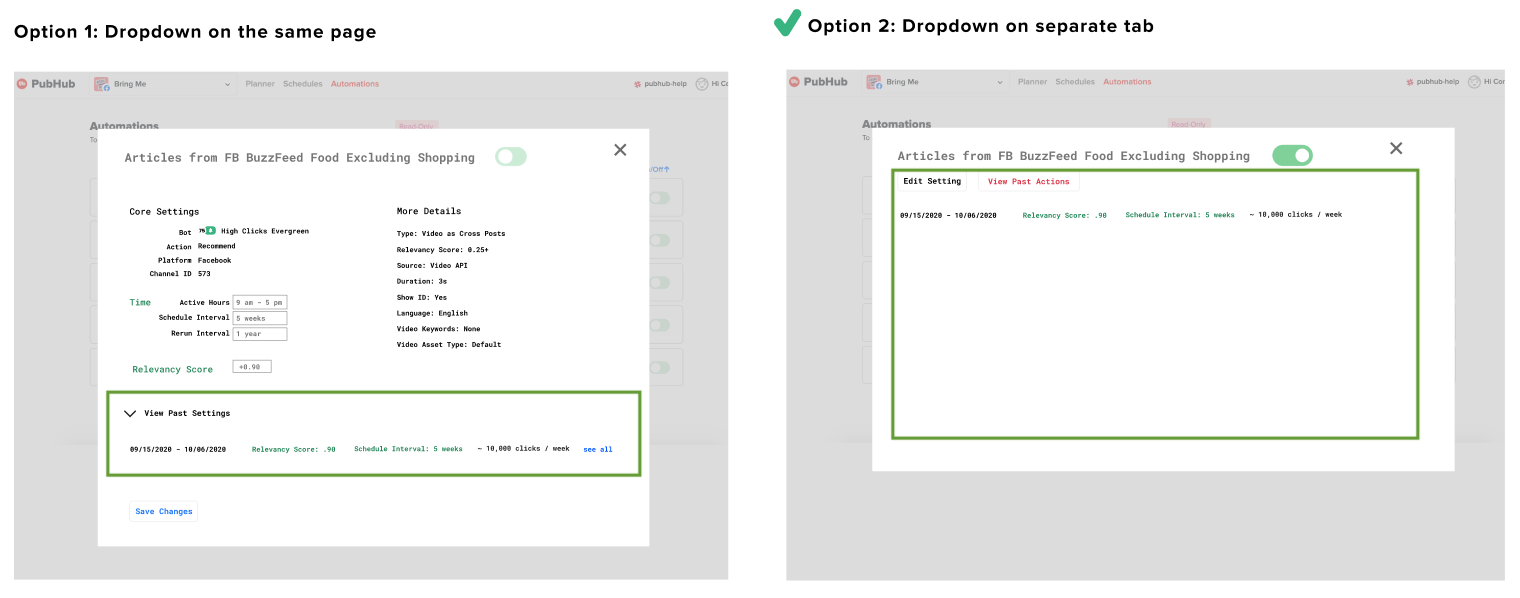 Option 1: Dropdown on the same page
PubHub Bring Me Planner Schedules Automations pubhub-help Hi
Automations Read-Only
To
Articles from FB BuzzFeed Food Excluding Shopping
/Off↑
Core Settings
Bot 75 High Clicks Evergreen
Action Recommend
Platform Facebook
Channel ID 573
Time Active Hours 9 am - 5 pm
Schedule Interval 5 weeks
Rerun Interval 1 year
Relevancy Score +0.90
More Details
Type: Video as Cross Posts
Relevancy Score: 0.25+
Source: Video API
Duration: 3s
Show ID: Yes
Language: English
Video Keywords: None
Video Asset Type: Default
View Past Settings
09/15/2020 - 10/06/2020 Relevancy Score: .90 Schedule Interval: 5 weeks ~ 10,000 clicks / week see all
Save Changes
Option 2: Dropdown on separate tab
PubHub Bring Me Planner Schedules Automations pubhub-help Hi Cor
Automations Read-Only
To
Articles from FB BuzzFeed Food Excluding Shopping
Edit Setting View Past Actions
09/15/2020 - 10/06/2020 Relevancy Score: .90 Schedule Interval: 5 weeks ~ 10,000 clicks / week